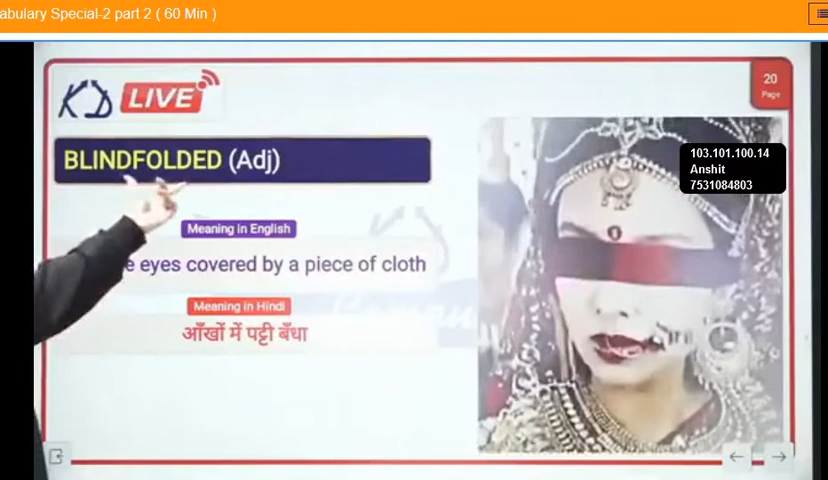 abulary Special-2 part 2 ( 60 Min )
KD LIVE
20
Page
BLINDFOLDED (Adj)
103.101.100.14
Anshit
7531084803
Meaning in English
e eyes covered by a piece of cloth
Meaning in Hindi
आँखों में पट्टी बँधा